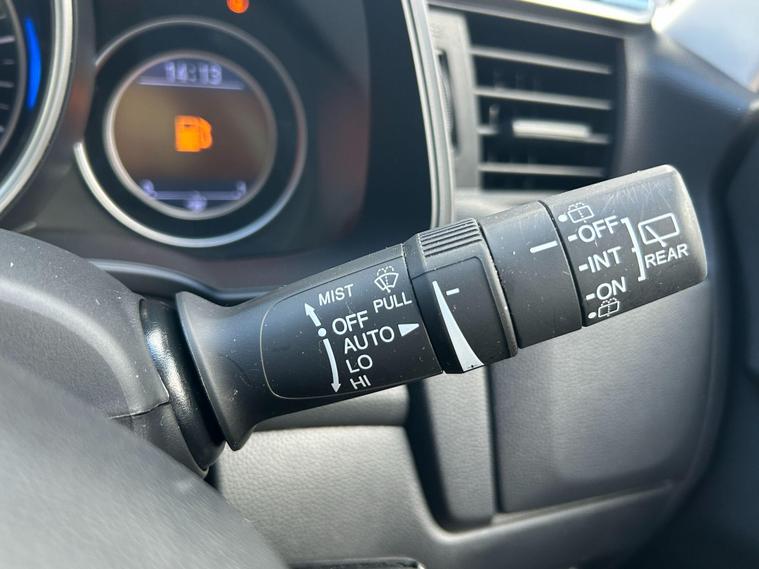 14:13
MIST
PULL
OFF
AUTO
LO
HI
-OFF
-INT
-ON
REAR